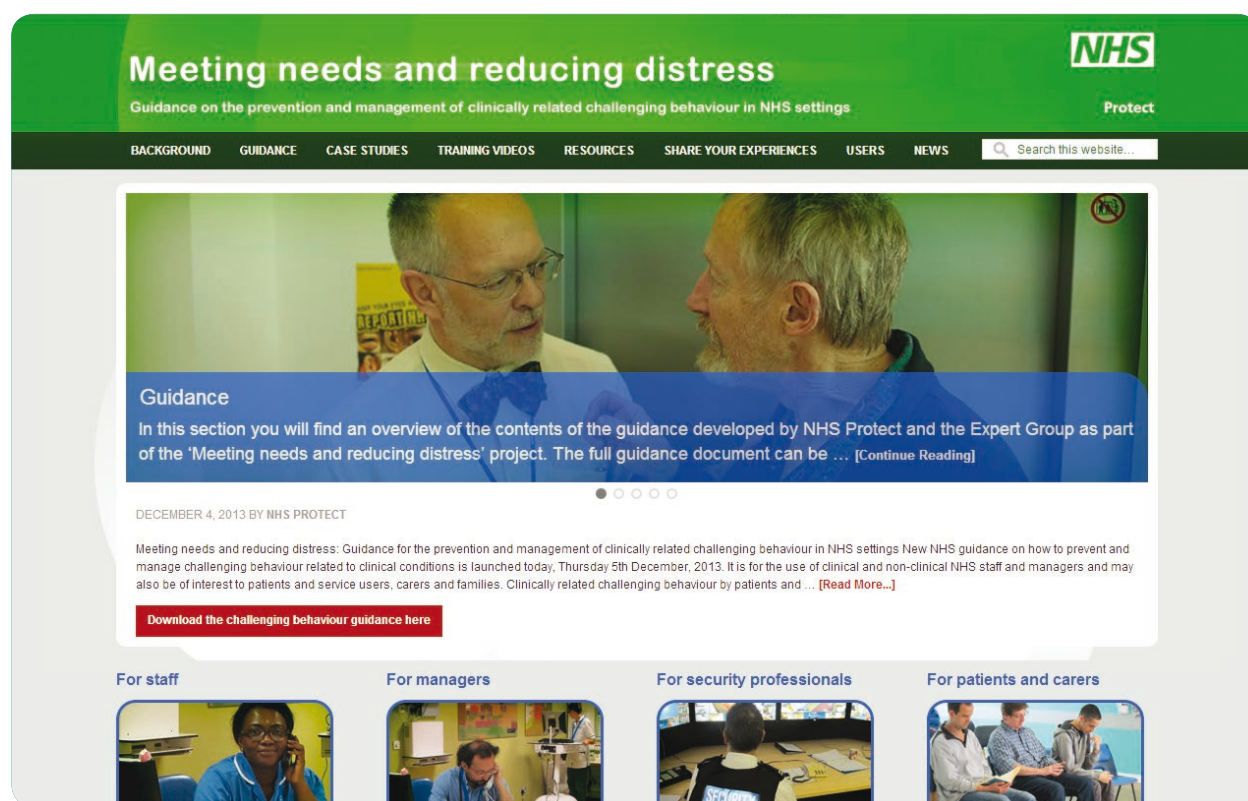 Meeting needs and reducing distress
NHS
Guidance on the prevention and management of clinically related challenging behaviour in NHS settings
Protect
BACKGROUND GUIDANCE CASE STUDIES TRAINING VIDEOS RESOURCES SHARE YOUR EXPERIENCES USERS NEWS Search this website...
REPORT
Guidance
In this section you will find an overview of the contents of the guidance developed by NHS Protect and the Expert Group as part
of the ‘Meeting needs and reducing distress’ project. The full guidance document can be … [Continue Reading]
DECEMBER 4, 2013 BY NHS PROTECT
Meeting needs and reducing distress: Guidance for the prevention and management of clinically related challenging behaviour in NHS settings New NHS guidance on how to prevent and
manage challenging behaviour related to clinical conditions is launched today, Thursday 5th December, 2013. It is for the use of clinical and non-clinical NHS staff and managers and may
also be of interest to patients and service users, carers and families. Clinically related challenging behaviour by patients and … [Read More...]
Download the challenging behaviour guidance here
For staff For managers For security professionals For patients and carers
SECURITY